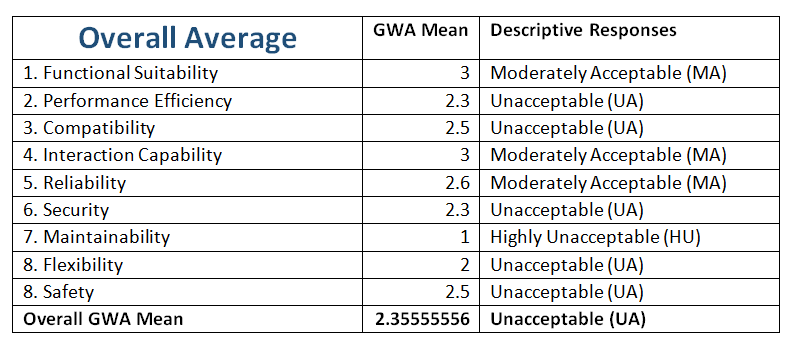 Overall Average GWA Mean Descriptive Responses
1. Functional Suitability 3 Moderately Acceptable (MA)
2. Performance Efficiency 2.3 Unacceptable (UA)
3. Compatibility 2.5 Unacceptable (UA)
4. Interaction Capability 3 Moderately Acceptable (MA)
5. Reliability 2.6 Moderately Acceptable (MA)
6. Security 2.3 Unacceptable (UA)
7. Maintainability 1 Highly Unacceptable (HU)
8. Flexibility 2 Unacceptable (UA)
8. Safety 2.5 Unacceptable (UA)
Overall GWA Mean 2.35555556 Unacceptable (UA)